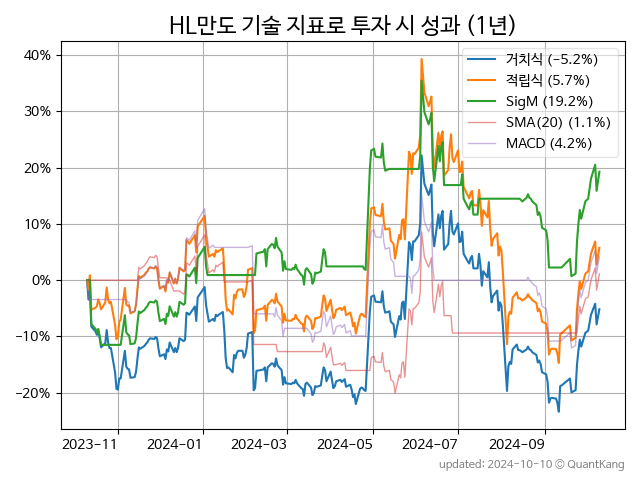 HL만도 기술 지표로 투자 시 성과 (1년)
40%
30%
20%
10%
0%
−10%
−20%
거치식 (−5.2%)
적립식 (5.7%)
SigM (19.2%)
SMA(20) (1.1%)
MACD (4.2%)
2023-11
2024-01
2024-03
2024-05
2024-07
2024-09
updated: 2024-10-10 © QuantKang